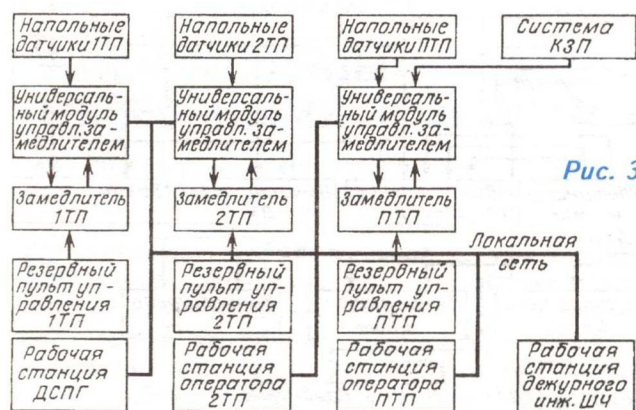 Напольные
датчики 1ТП
Напольные
датчики 2ТП
Напольные
датчики ПТП
Система
КЗП
Универсаль-
ный модуль
управл. за-
медлителем
Универсаль-
ный модуль
управл. за-
медлителем
Универсаль-
ный модуль
управл. за-
медлителем
Рис. 3
Замедлитель
1ТП
Замедлитель
2ТП
Замедлитель
ПТП
Локальная
сеть
Резервный
пульт уп-
равления
1ТП
Резервный
пульт уп-
равления
2ТП
Резервный
пульт уп-
равления
ПТП
Рабочая
станция
ДСПГ
Рабочая
станция
оператора
2ТП
Рабочая
станция
оператора
ПТП
Рабочая
станция
дежурного
инж. ШЧ